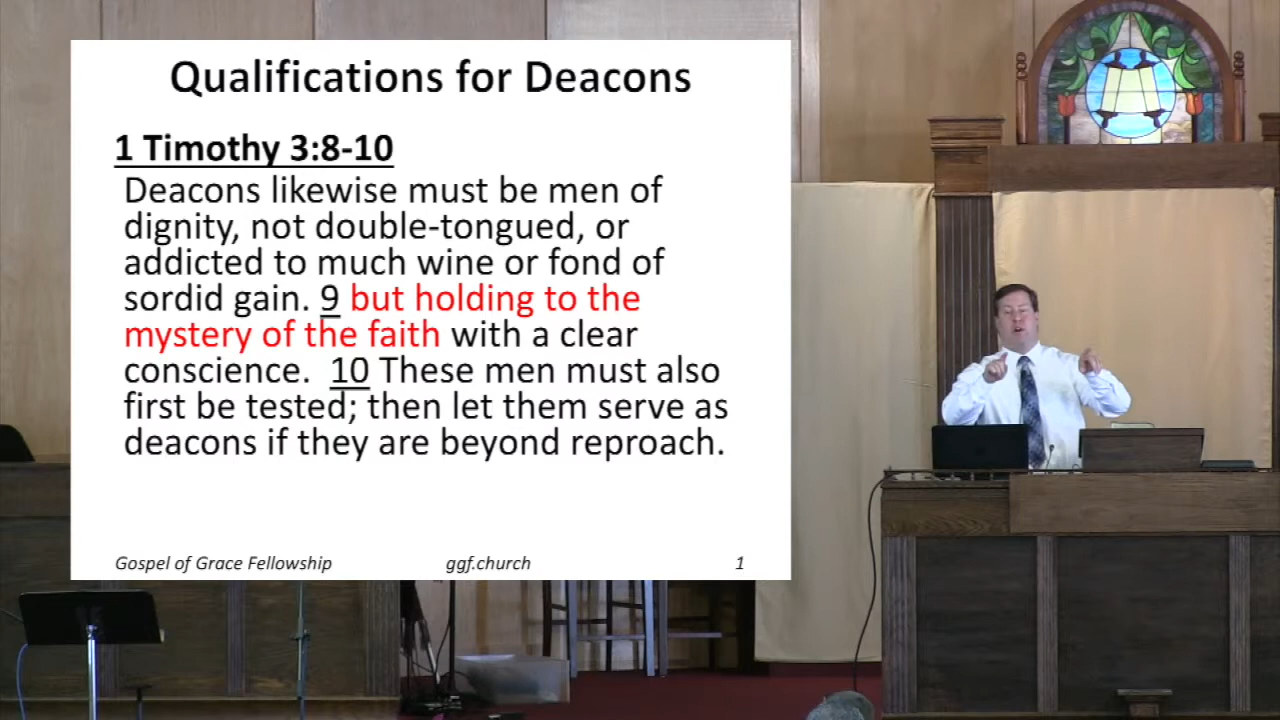 Qualifications for Deacons
1 Timothy 3:8-10
Deacons likewise must be men of
dignity, not double-tongued, or
addicted to much wine or fond of
sordid gain. 9 but holding to the
mystery of the faith with a clear
conscience. 10 These men must also
first be tested; then let them serve as
deacons if they are beyond reproach.
Gospel of Grace Fellowship ggf.church 1